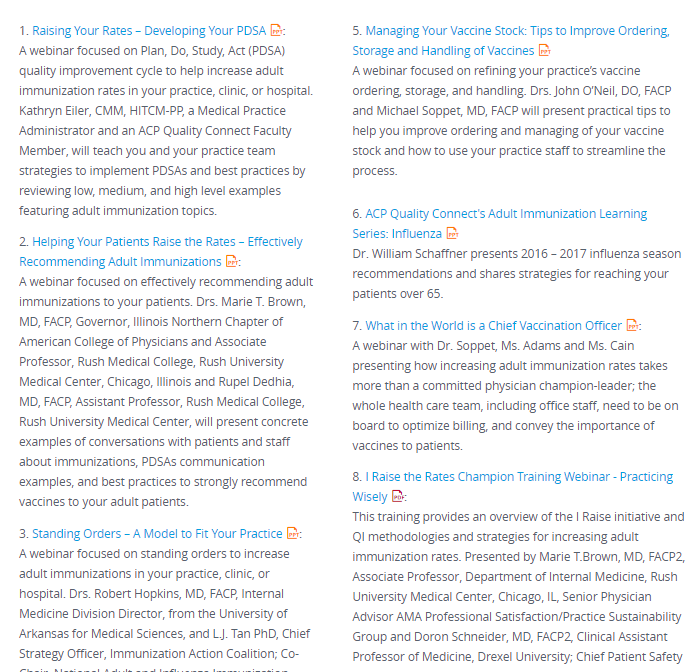 1. Raising Your Rates – Developing Your PDSA PPT:
A webinar focused on Plan, Do, Study, Act (PDSA)
quality improvement cycle to help increase adult
immunization rates in your practice, clinic, or hospital.
Kathryn Eiler, CMM, HITCM-PP, a Medical Practice
Administrator and an ACP Quality Connect Faculty
Member, will teach you and your practice team
strategies to implement PDSAs and best practices by
reviewing low, medium, and high level examples
featuring adult immunization topics.
2. Helping Your Patients Raise the Rates – Effectively
Recommending Adult Immunizations PPT:
A webinar focused on effectively recommending adult
immunizations to your patients. Drs. Marie T. Brown,
MD, FACP, Governor, Illinois Northern Chapter of
American College of Physicians and Associate
Professor, Rush Medical College, Rush University
Medical Center, Chicago, Illinois and Rupel Dedhia,
MD, FACP, Assistant Professor, Rush Medical College,
Rush University Medical Center, will present concrete
examples of conversations with patients and staff
about immunizations, PDSAs communication
examples, and best practices to strongly recommend
vaccines to your adult patients.
3. Standing Orders – A Model to Fit Your Practice PPT:
A webinar focused on standing orders to increase
adult immunizations in your practice, clinic, or
hospital. Drs. Robert Hopkins, MD, FACP, Internal
Medicine Division Director, from the University of
Arkansas for Medical Sciences, and L.J. Tan PhD, Chief
Strategy Officer, Immunization Action Coalition; Co-
Chair, National Adult and Influenza Immunization
5. Managing Your Vaccine Stock: Tips to Improve Ordering,
Storage and Handling of Vaccines PPT
A webinar focused on refining your practice's vaccine
ordering, storage, and handling. Drs. John O'Neil, DO, FACP
and Michael Soppet, MD, FACP will present practical tips to
help you improve ordering and managing of your vaccine
stock and how to use your practice staff to streamline the
process.
6. ACP Quality Connect's Adult Immunization Learning
Series: Influenza PPT
Dr. William Schaffner presents 2016 – 2017 influenza season
recommendations and shares strategies for reaching your
patients over 65.
7. What in the World is a Chief Vaccination Officer PPT:
A webinar with Dr. Soppet, Ms. Adams and Ms. Cain
presenting how increasing adult immunization rates takes
more than a committed physician champion-leader; the
whole health care team, including office staff, need to be on
board to optimize billing, and convey the importance of
vaccines to patients.
8. I Raise the Rates Champion Training Webinar - Practicing
Wisely PDF:
This training provides an overview of the I Raise initiative and
QI methodologies and strategies for increasing adult
immunization rates. Presented by Marie T.Brown, MD, FACP2,
Associate Professor, Department of Internal Medicine, Rush
University Medical Center, Chicago, IL, Senior Physician
Advisor AMA Professional Satisfaction/Practice Sustainability
Group and Doron Schneider, MD, FACP2, Clinical Assistant
Professor of Medicine, Drexel University; Chief Patient Safety